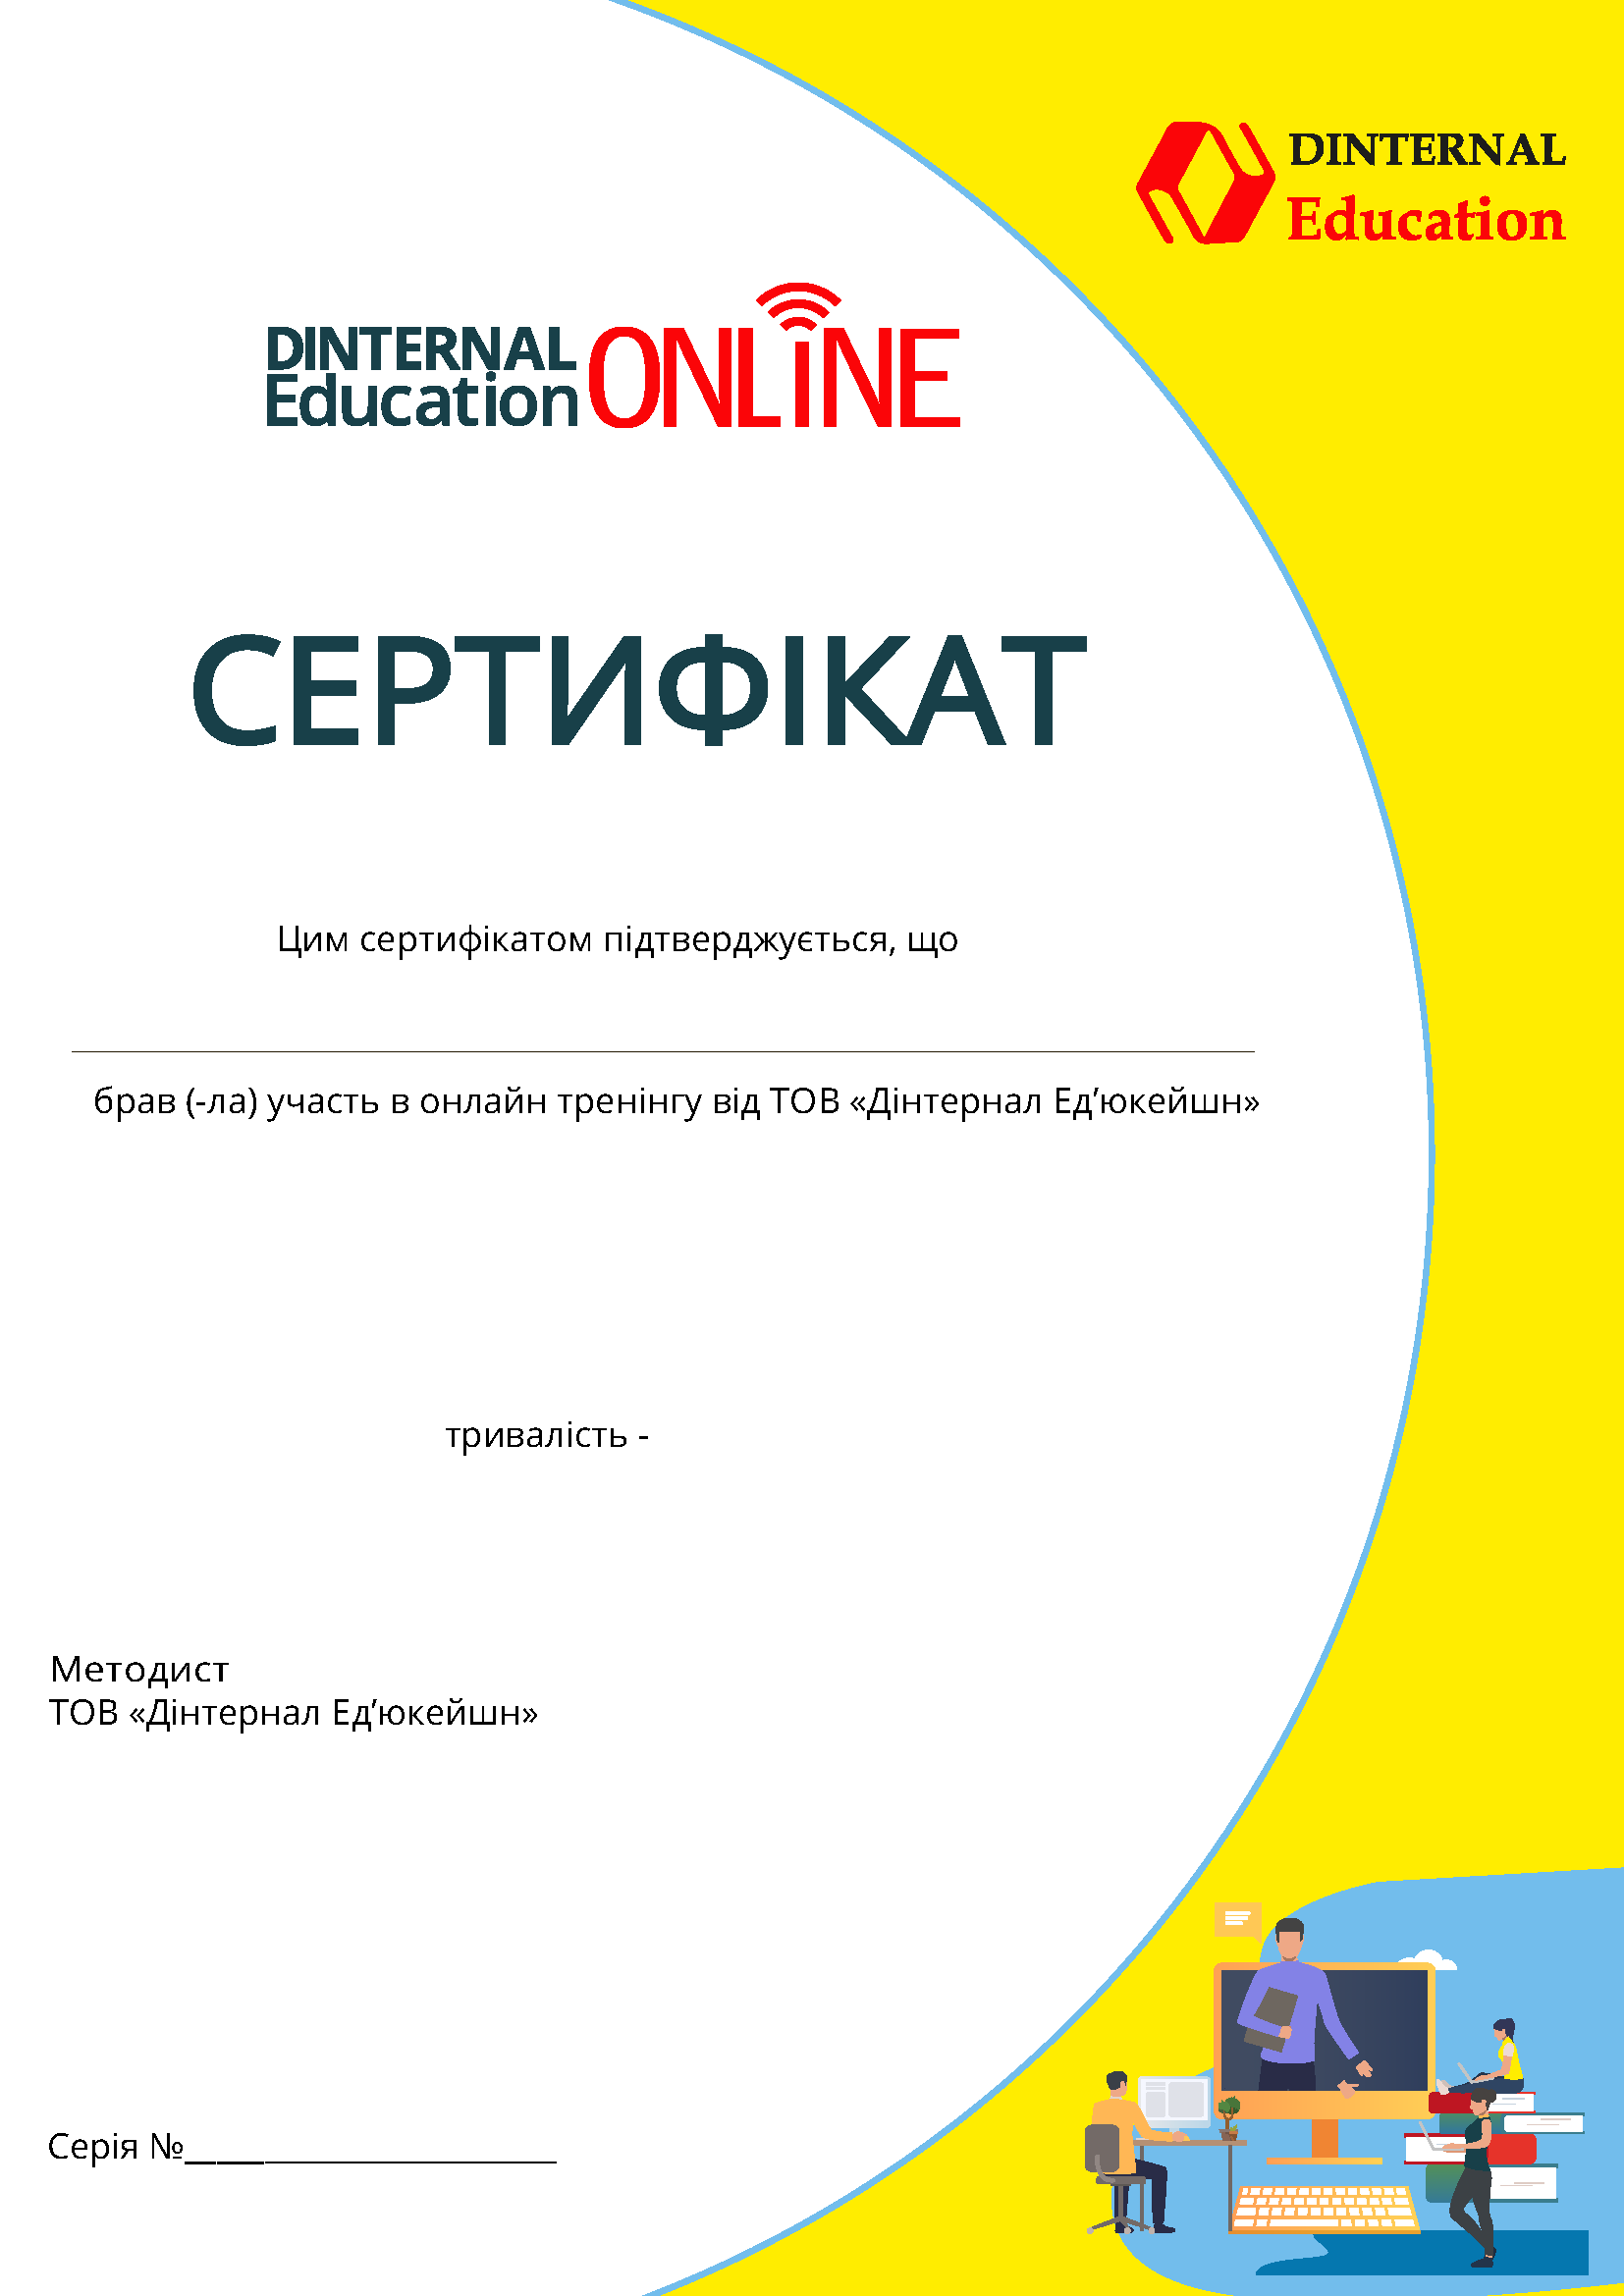 DINTERNAL
Education
DINTERNAL
Education ONLiNE
СЕРТИФІКАТ
Цим сертифікатом підтверджується, що
брав (-ла) участь в онлайн тренінгу від ТОВ «Дінтернал Ед’юкейшн»
тривалість -
Методист
ТОВ «Дінтернал Ед’юкейшн»
Серія №___________________